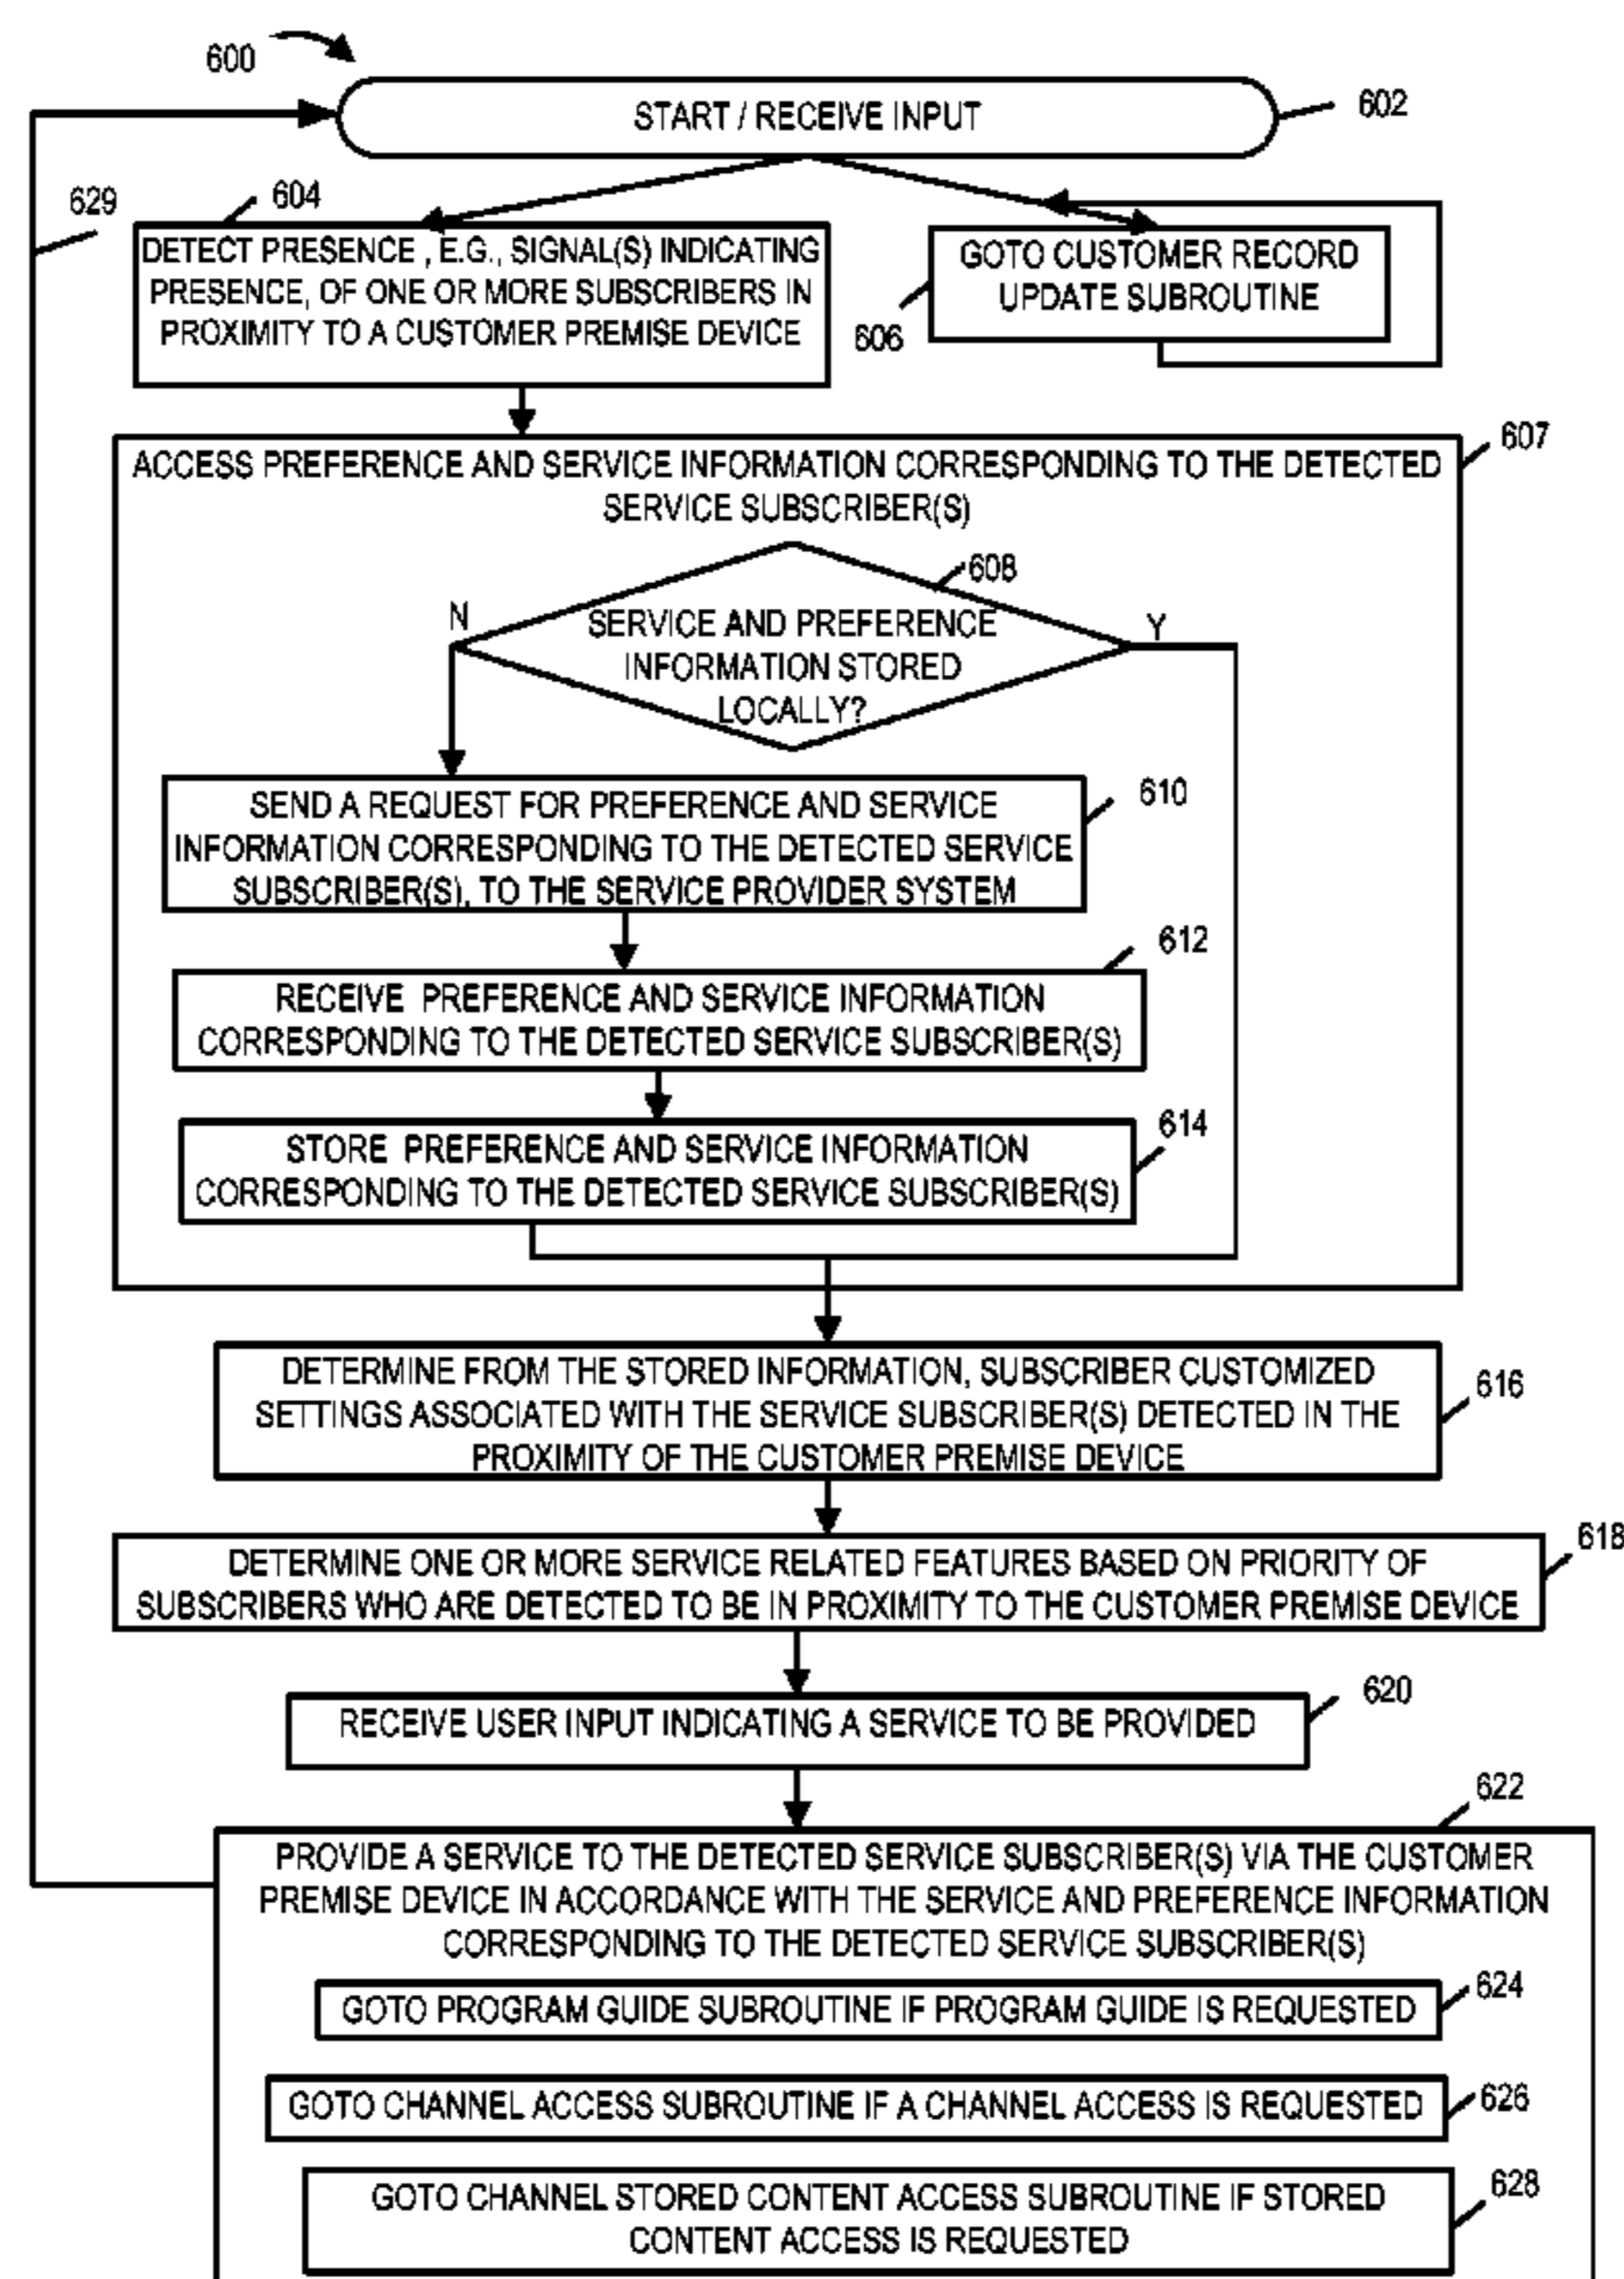 600
START / RECEIVE INPUT
602
629
604
DETECT PRESENCE , E.G., SIGNAL(S) INDICATING
PRESENCE, OF ONE OR MORE SUBSCRIBERS IN
PROXIMITY TO A CUSTOMER PREMISE DEVICE
606
GOTO CUSTOMER RECORD
UPDATE SUBROUTINE
607
ACCESS PREFERENCE AND SERVICE INFORMATION CORRESPONDING TO THE DETECTED
SERVICE SUBSCRIBER(S)
608
N
SERVICE AND PREFERENCE
INFORMATION STORED
LOCALLY?
Y
610
SEND A REQUEST FOR PREFERENCE AND SERVICE
INFORMATION CORRESPONDING TO THE DETECTED SERVICE
SUBSCRIBER(S), TO THE SERVICE PROVIDER SYSTEM
612
RECEIVE PREFERENCE AND SERVICE INFORMATION
CORRESPONDING TO THE DETECTED SERVICE SUBSCRIBER(S)
614
STORE PREFERENCE AND SERVICE INFORMATION
CORRESPONDING TO THE DETECTED SERVICE SUBSCRIBER(S)
DETERMINE FROM THE STORED INFORMATION, SUBSCRIBER CUSTOMIZED
SETTINGS ASSOCIATED WITH THE SERVICE SUBSCRIBER(S) DETECTED IN THE
PROXIMITY OF THE CUSTOMER PREMISE DEVICE
616
618
DETERMINE ONE OR MORE SERVICE RELATED FEATURES BASED ON PRIORITY OF
SUBSCRIBERS WHO ARE DETECTED TO BE IN PROXIMITY TO THE CUSTOMER PREMISE DEVICE
620
RECEIVE USER INPUT INDICATING A SERVICE TO BE PROVIDED
622
PROVIDE A SERVICE TO THE DETECTED SERVICE SUBSCRIBER(S) VIA THE CUSTOMER
PREMISE DEVICE IN ACCORDANCE WITH THE SERVICE AND PREFERENCE INFORMATION
CORRESPONDING TO THE DETECTED SERVICE SUBSCRIBER(S)
624
GOTO PROGRAM GUIDE SUBROUTINE IF PROGRAM GUIDE IS REQUESTED
GOTO CHANNEL ACCESS SUBROUTINE IF A CHANNEL ACCESS IS REQUESTED
626
628
GOTO CHANNEL STORED CONTENT ACCESS SUBROUTINE IF STORED
CONTENT ACCESS IS REQUESTED